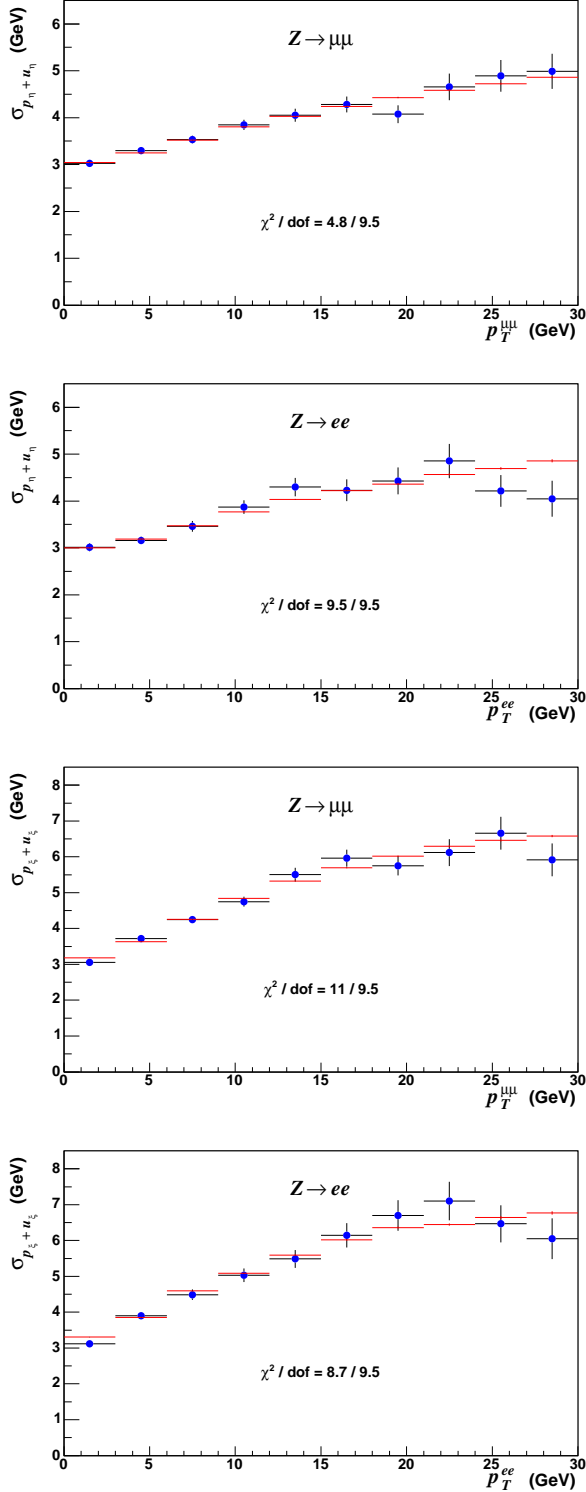 σ_{p_η + u_η} (GeV)
6
5
4
3
2
1
0
Z → μμ
χ² / dof = 4.8 / 9.5
0 5 10 15 20 25 30
p_T^{μμ} (GeV)
σ_{p_η + u_η} (GeV)
6
5
4
3
2
1
0
Z → ee
χ² / dof = 9.5 / 9.5
0 5 10 15 20 25 30
p_T^{ee} (GeV)
σ_{p_ξ + u_ξ} (GeV)
8
7
6
5
4
3
2
1
0
Z → μμ
χ² / dof = 11 / 9.5
0 5 10 15 20 25 30
p_T^{μμ} (GeV)
σ_{p_ξ + u_ξ} (GeV)
8
7
6
5
4
3
2
1
0
Z → ee
χ² / dof = 8.7 / 9.5
0 5 10 15 20 25 30
p_T^{ee} (GeV)